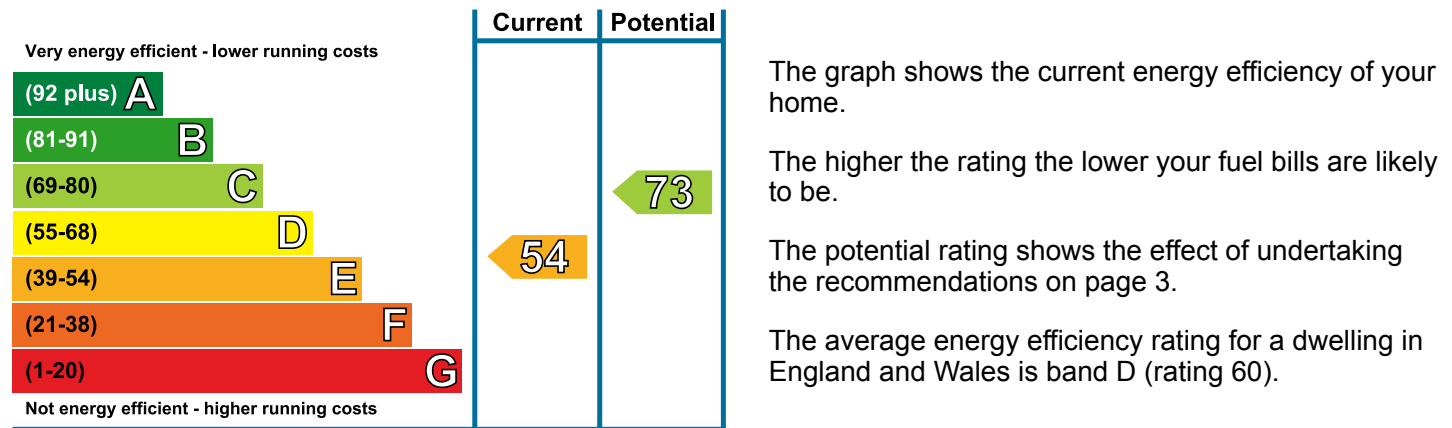 Current Potential
Very energy efficient - lower running costs
(92 plus) A
(81-91) B
(69-80) C
73
(55-68) D
54
(39-54) E
(21-38) F
(1-20) G
Not energy efficient - higher running costs
The graph shows the current energy efficiency of your
home.
The higher the rating the lower your fuel bills are likely
to be.
The potential rating shows the effect of undertaking
the recommendations on page 3.
The average energy efficiency rating for a dwelling in
England and Wales is band D (rating 60).